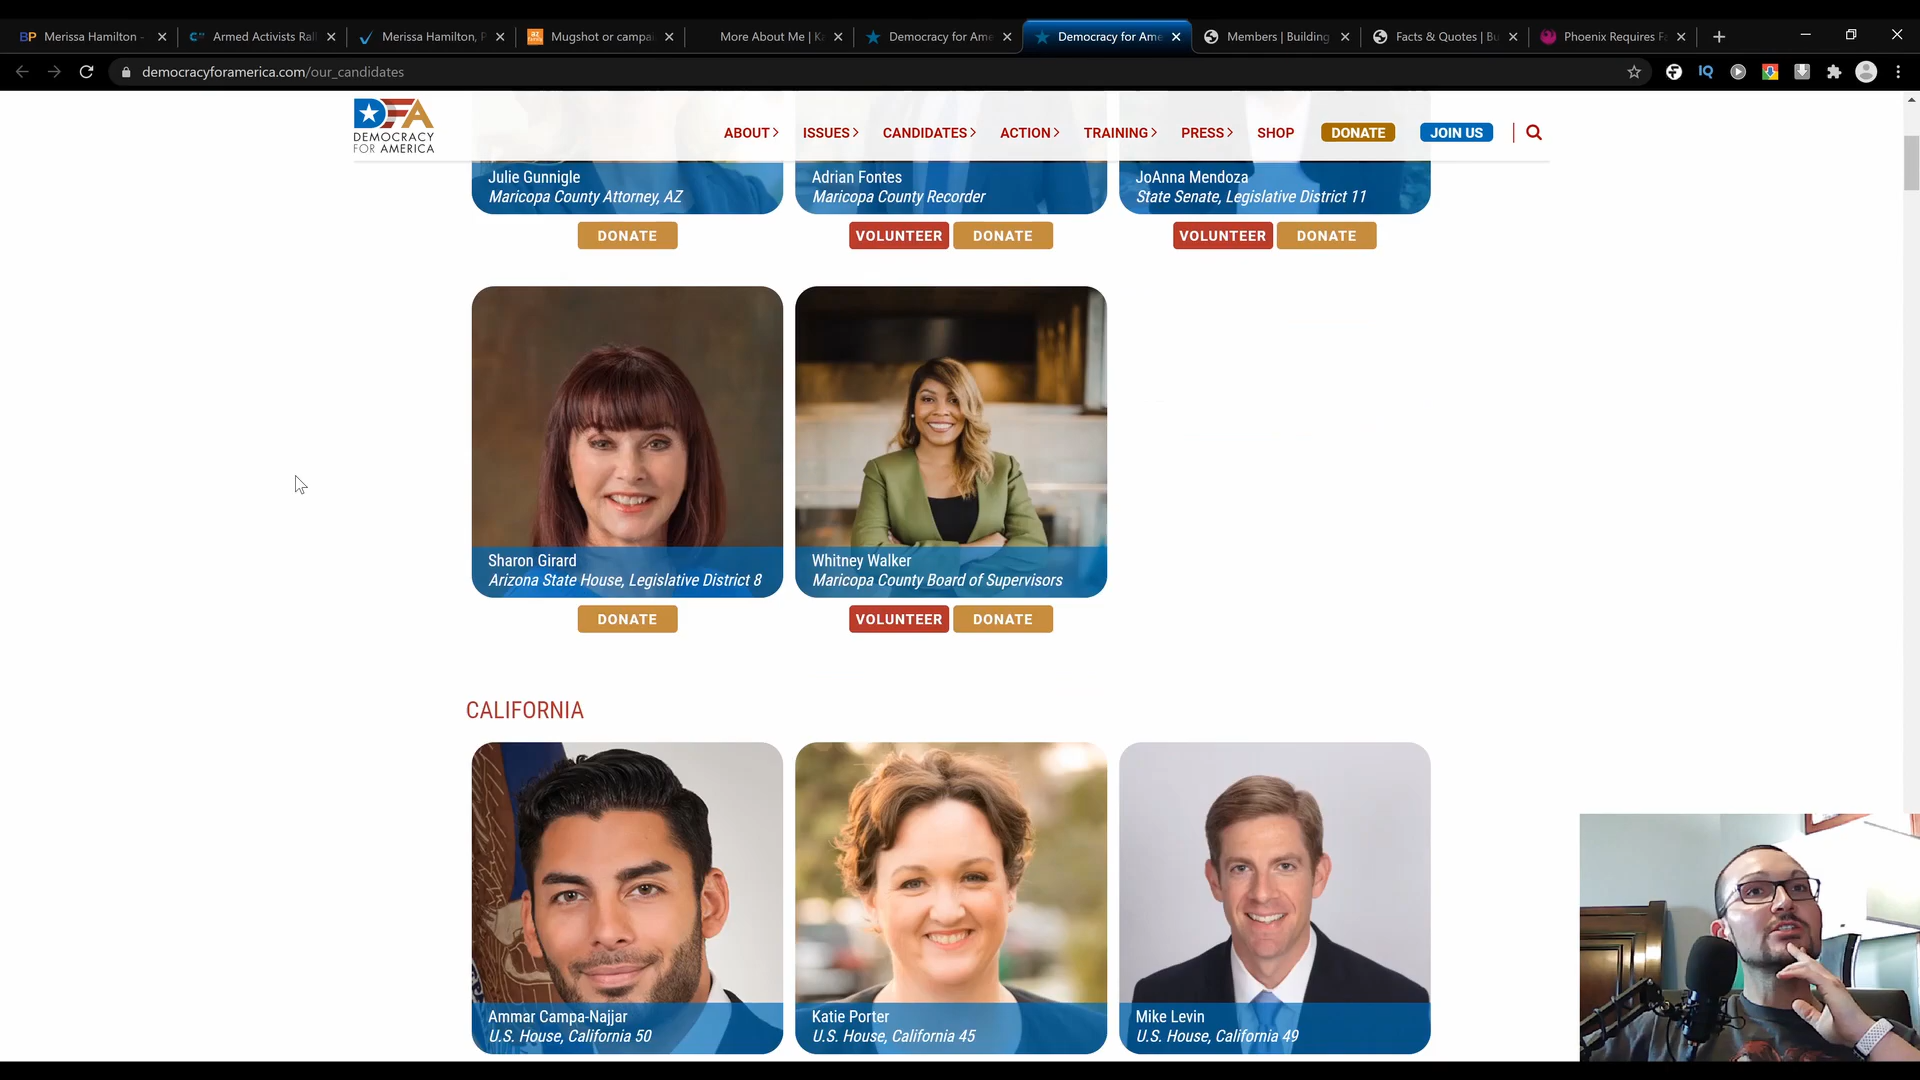 Merissa Hamilton -
Armed Activists Ral
Merissa Hamilton, P
Mugshot or campa
More About Me | K
Democracy for Ame
Democracy for Ame
Members | Building
Facts & Quotes | Bu
Phoenix Requires F
democracyforamerica.com/our_candidates
DFA
DEMOCRACY
FOR AMERICA
ABOUT
ISSUES
CANDIDATES
ACTION
TRAINING
PRESS
SHOP
DONATE
JOIN US
Julie Gunnigle
Maricopa County Attorney, AZ
DONATE
Adrian Fontes
Maricopa County Recorder
VOLUNTEER
DONATE
JoAnna Mendoza
State Senate, Legislative District 11
VOLUNTEER
DONATE
Sharon Girard
Arizona State House, Legislative District 8
DONATE
Whitney Walker
Maricopa County Board of Supervisors
VOLUNTEER
DONATE
CALIFORNIA
Ammar Campa-Najjar
U.S. House, California 50
Katie Porter
U.S. House, California 45
Mike Levin
U.S. House, California 49